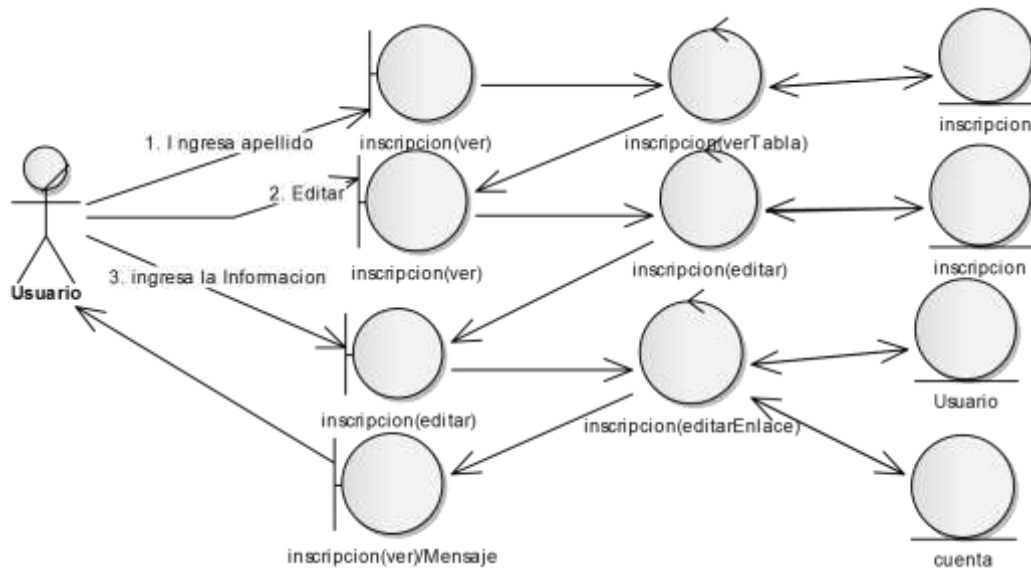 inscripcion(ver)
inscripcion(verTabla)
inscripcion
1. Ingresa apellido
2. Editar
inscripcion(ver)
inscripcion(editar)
inscripcion
3. ingresa la Informacion
Usuario
inscripcion(editar)
inscripcion(editarEnlace)
Usuario
inscripcion(ver)/Mensaje
cuenta